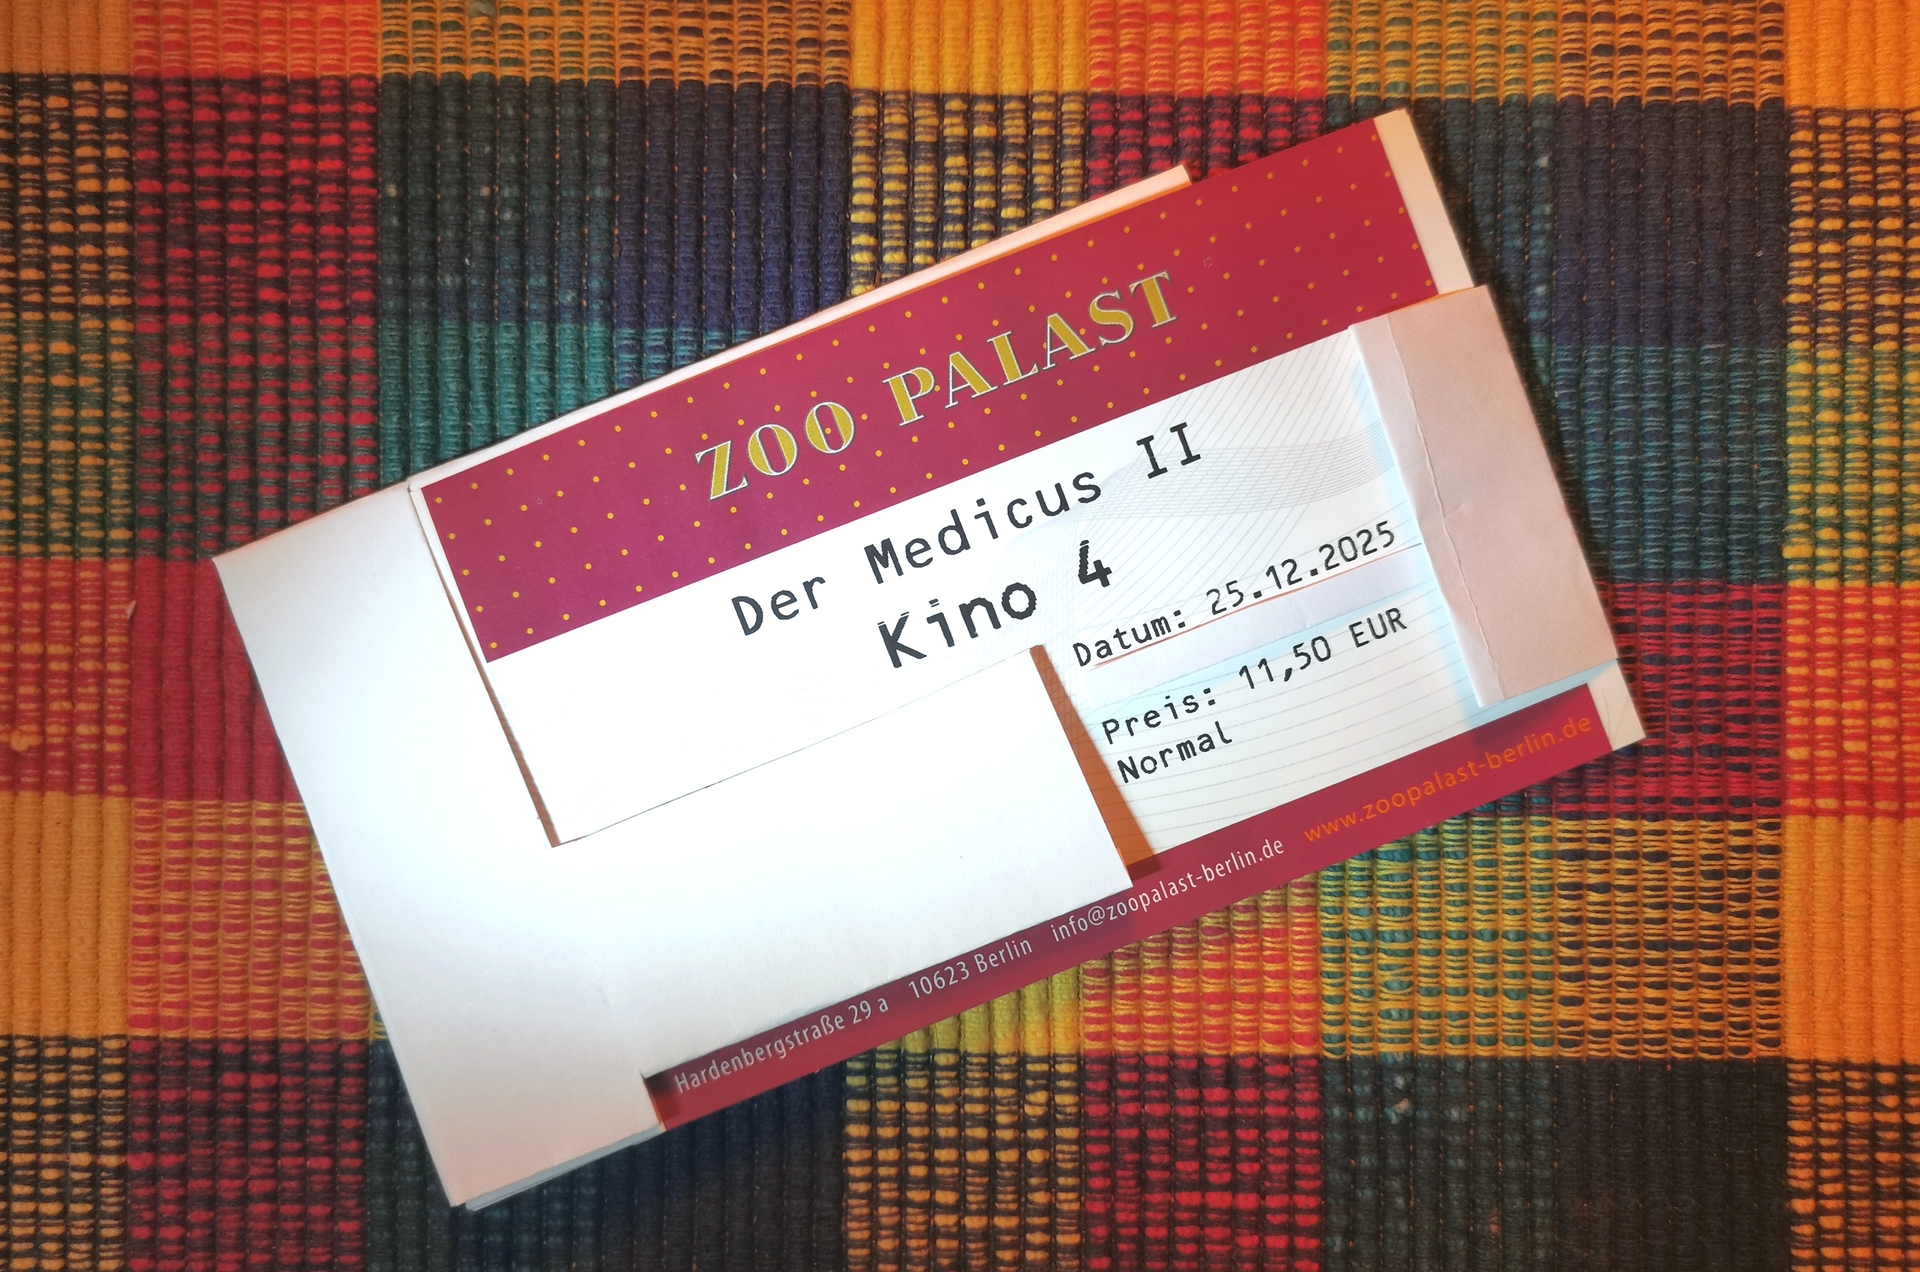 ZOO PALAST
Der Medicus II
Kino 4
Datum: 25.12.2025
Preis: 11,50 EUR
Normal
Hardenbergstraße 29 a 10623 Berlin info@zoopalast-berlin.de www.zoopalast-berlin.de